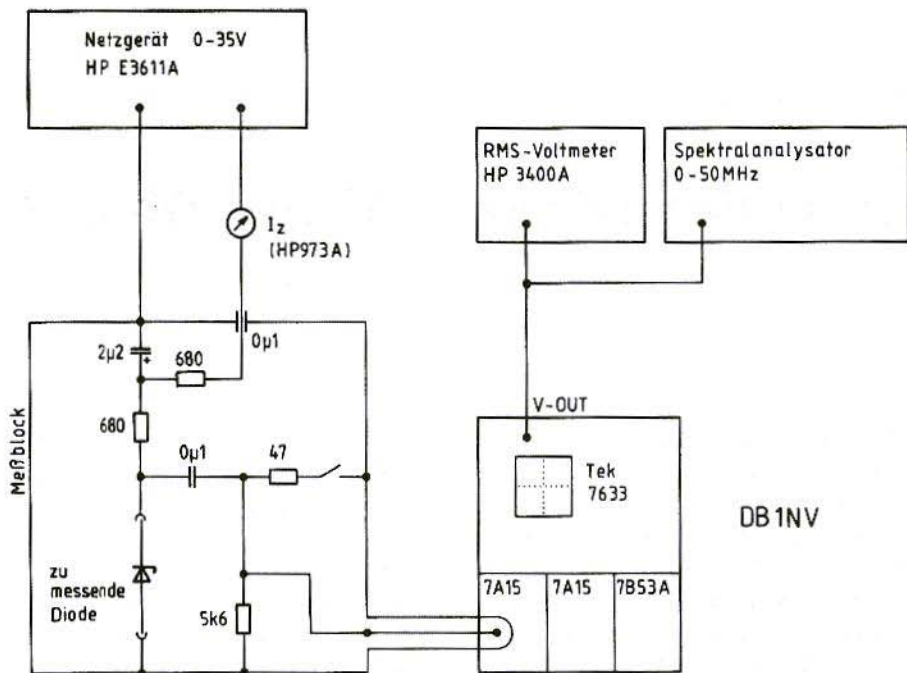 Netzgerät 0-35V
HP E3611A
RMS-Voltmeter
HP 3400A
Spektralanalysator
0-50MHz
Iz
(HP973A)
0µ1
2µ2
+
680
680
V-OUT
Meßblock
0µ1
47
Tek
7633
DB1NV
zu
messende
Diode
5k6
7A15
7A15
7B53A